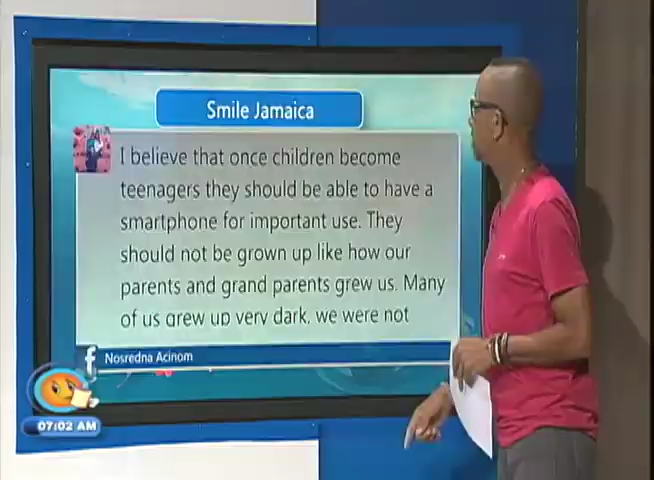 Smile Jamaica
I believe that once children become
teenagers they should be able to have a
smartphone for important use. They
should not be grown up like how our
parents and grand parents grew us. Many
of us grew up very dark, we were not
f Nosredna Acinom
07:02 AM